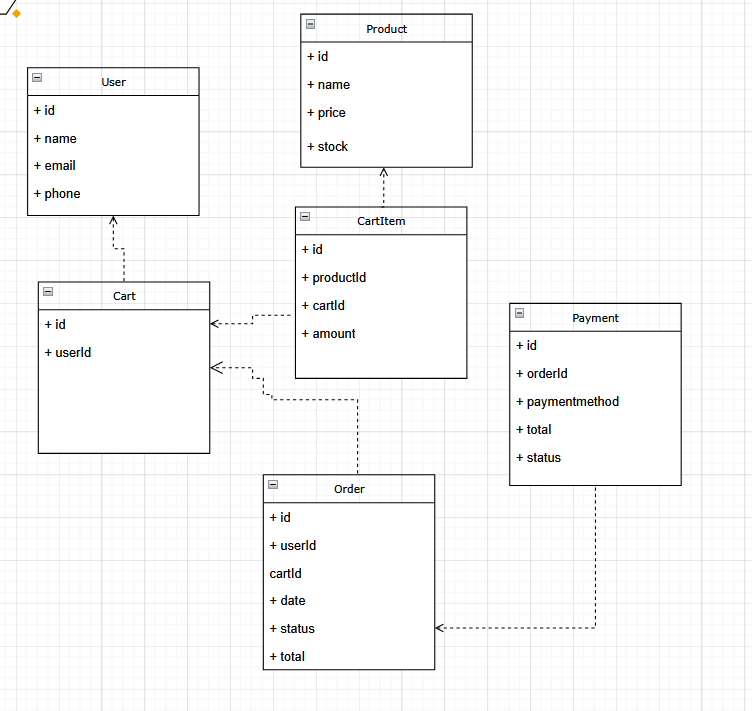 Product
+ id
+ name
+ price
+ stock
User
+ id
+ name
+ email
+ phone
CartItem
+ id
+ productId
+ cartId
+ amount
Cart
+ id
+ userId
Payment
+ id
+ orderId
+ paymentmethod
+ total
+ status
Order
+ id
+ userId
cartId
+ date
+ status
+ total